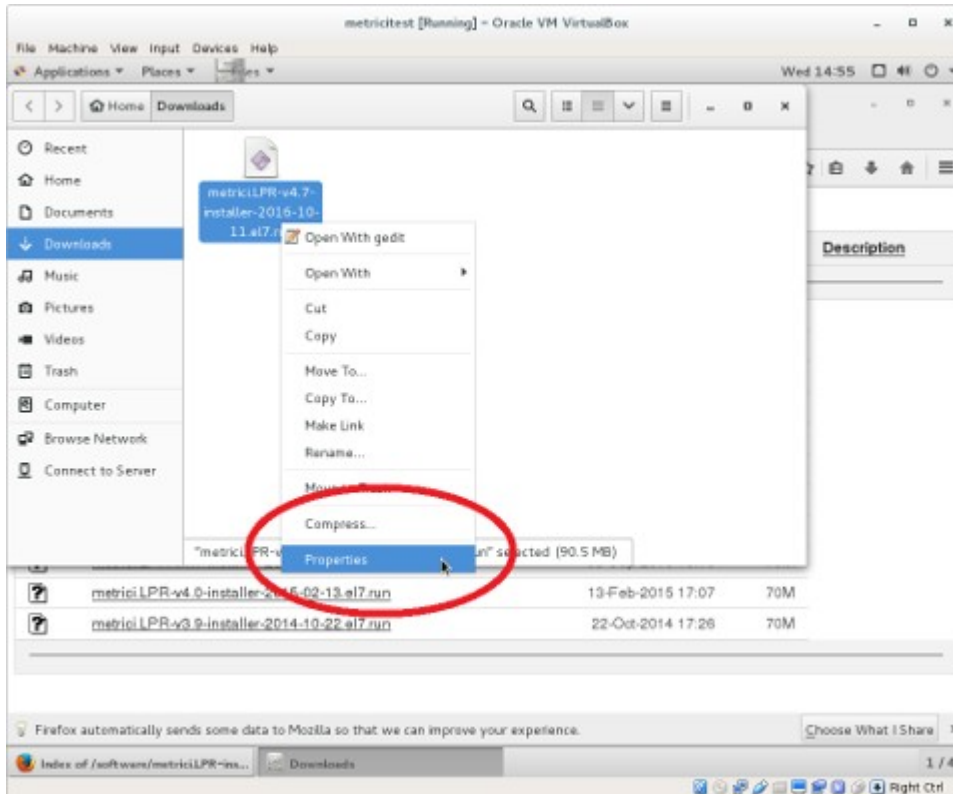 metricitest [Running] - Oracle VM VirtualBox
File Machine View Input Devices Help
Applications Places Files Wed 14:55
Home Downloads
Recent
Home
Documents
Downloads
Music
Pictures
Videos
Trash
Computer
Browse Network
Connect to Server
metrici.LPR-v4.7-
installer-2016-10-
11.el7.r
Open With gedit
Open With
Cut
Copy
Move To...
Copy To...
Make Link
Rename...
Compress...
Properties
"metrici.LPR-v un" selected (90.5 MB)
Description
metrici.LPR-v4.0-installer-2015-02-13.el7.run 13-Feb-2015 17:07 70M
metrici.LPR-v3.9-installer-2014-10-22.el7.run 22-Oct-2014 17:26 70M
Firefox automatically sends some data to Mozilla so that we can improve your experience. Choose What I Share
Index of /software/metrici.LPR-ins... Downloads 1 / 4
Right Ctrl